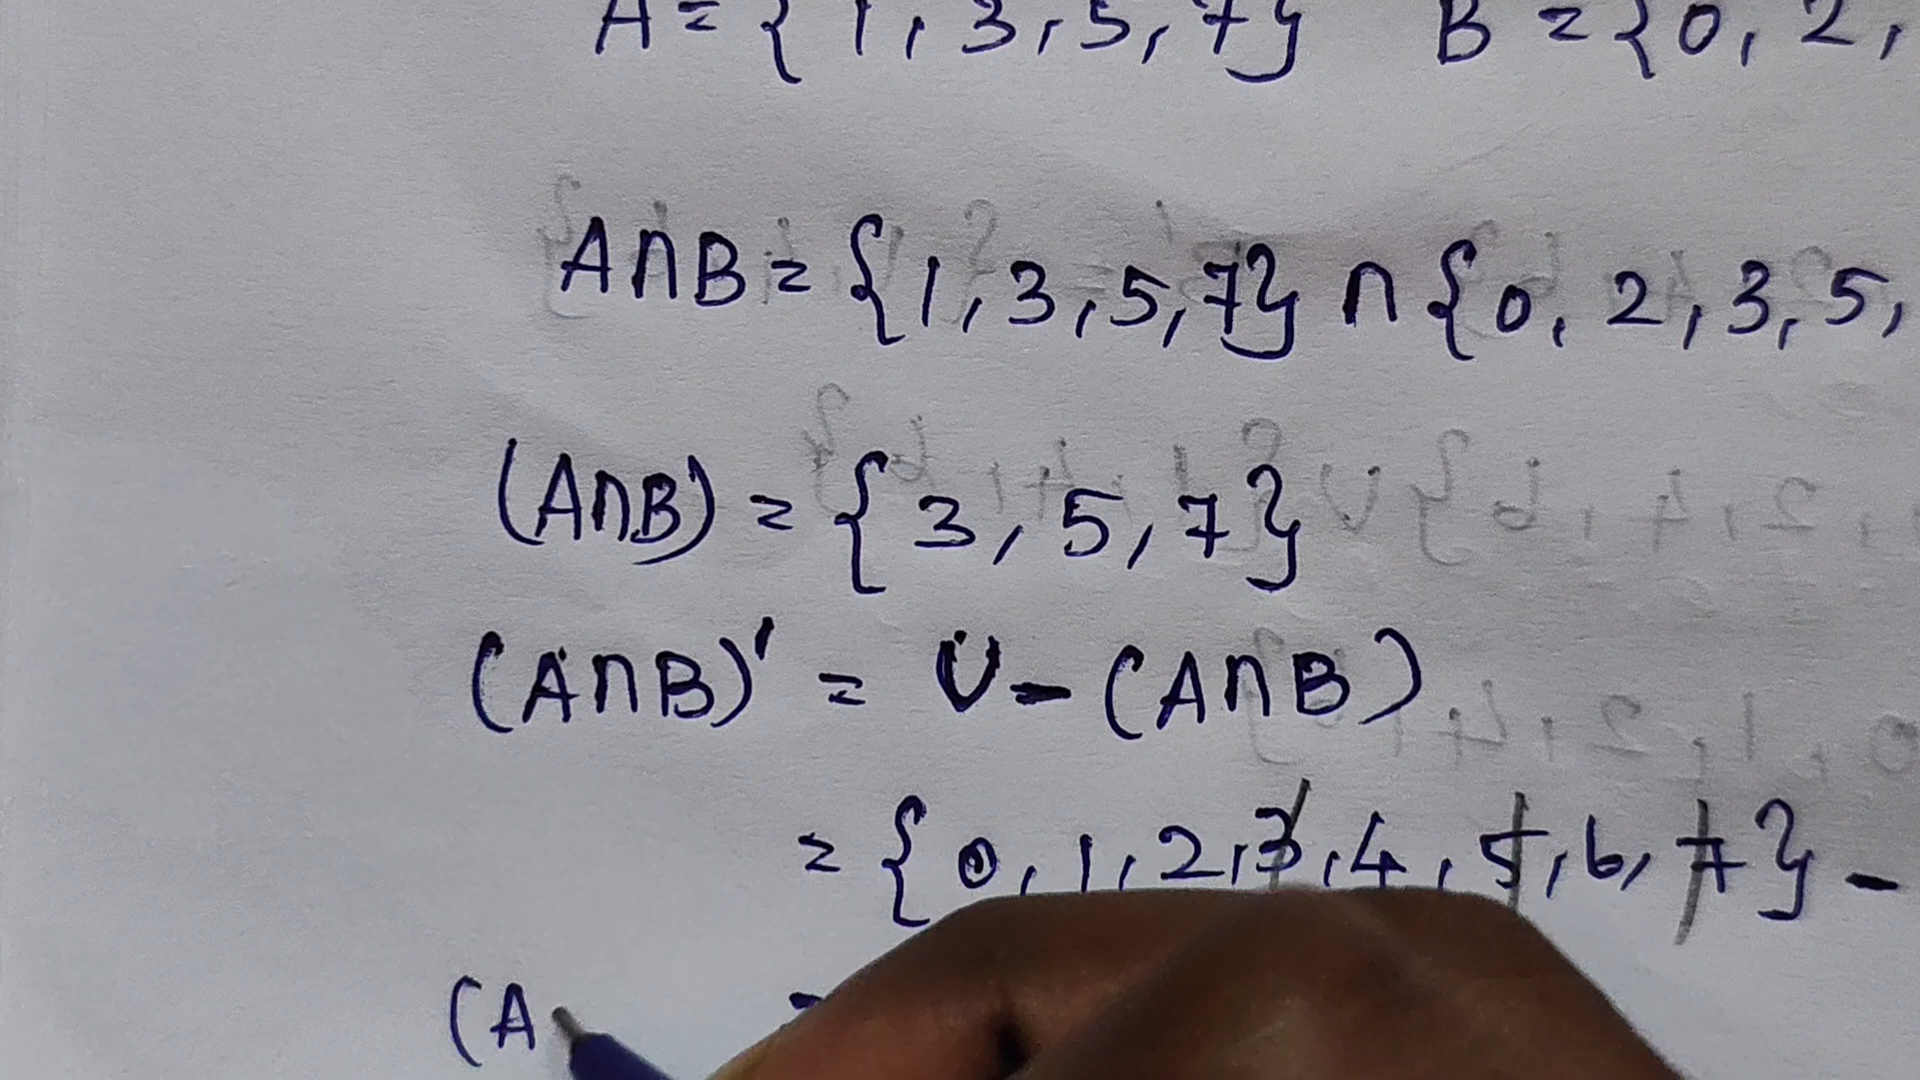 A = {1, 3, 5, 7} B = {0, 2,
A∩B = {1, 3, 5, 7} ∩ {0, 2, 3, 5,
(A∩B) = {3, 5, 7}
(A∩B)' = U - (A∩B)
= {0, 1, 2, 3, 4, 5, 6, 7} -
(A